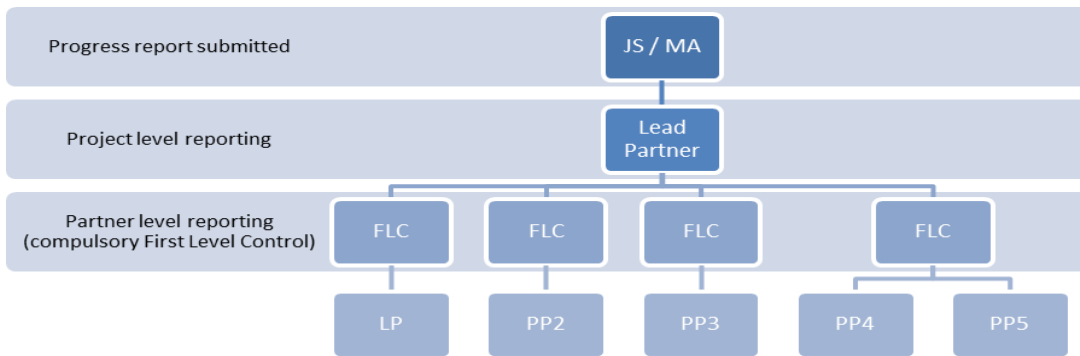 Progress report submitted
JS / MA
Project level reporting
Lead
Partner
Partner level reporting
(compulsory First Level Control)
FLC
FLC
FLC
FLC
LP
PP2
PP3
PP4
PP5